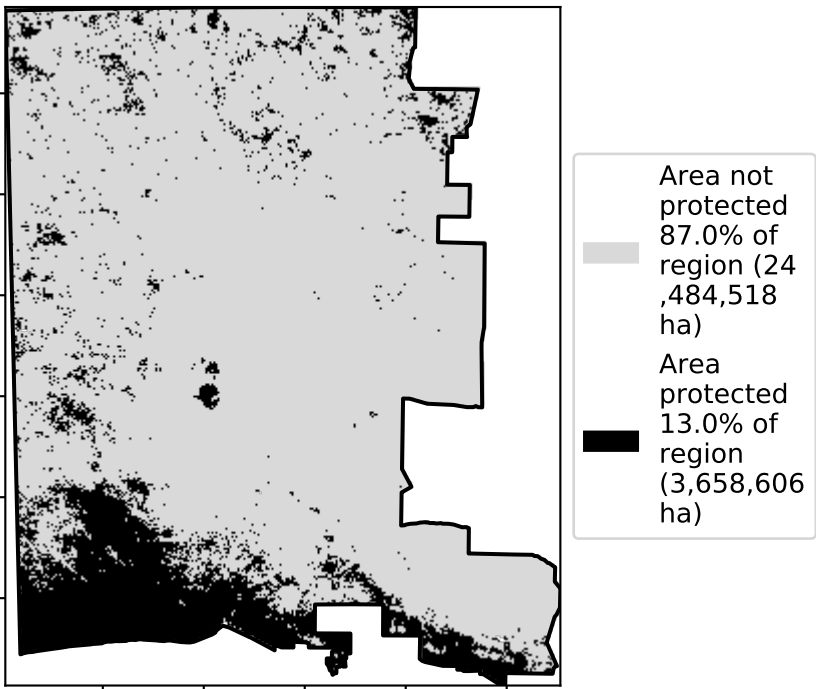 Area not
protected
87.0% of
region (24
,484,518
ha)
Area
protected
13.0% of
region
(3,658,606
ha)